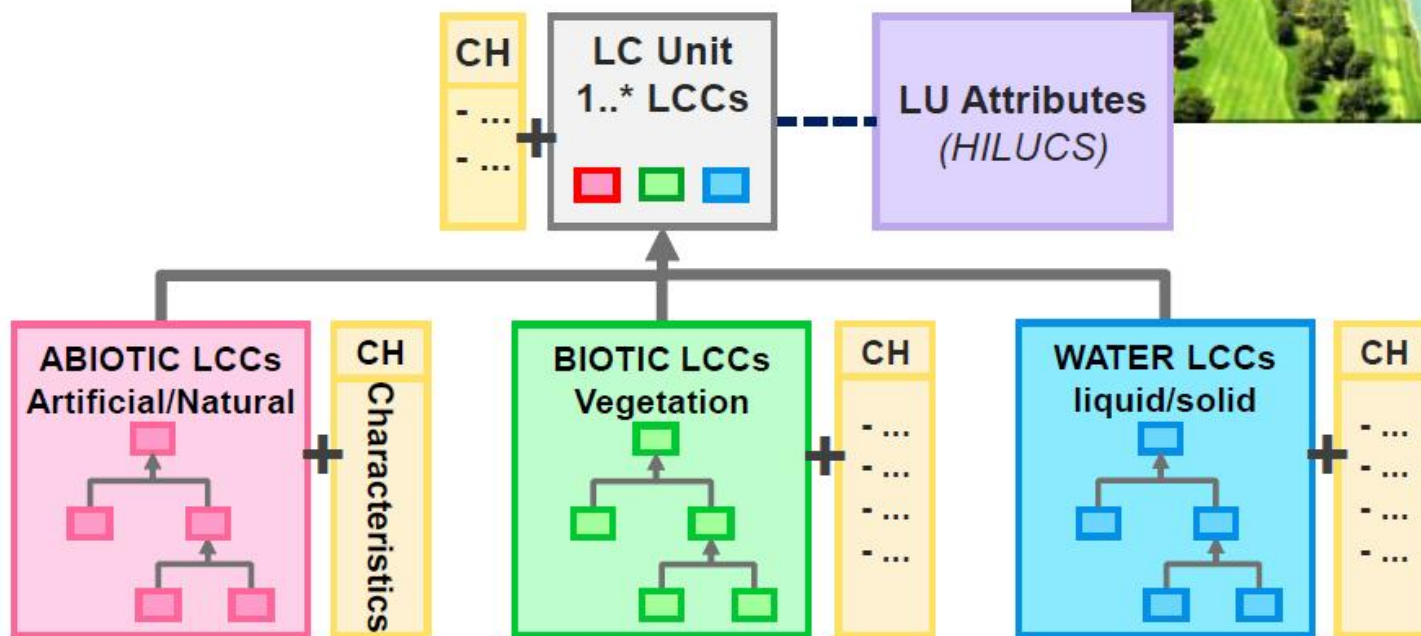 CH
- ...
- ...
LC Unit
1..* LCCs
LU Attributes
(HILUCS)
ABIOTIC LCCs
Artificial/Natural
CH
Characteristics
BIOTIC LCCs
Vegetation
CH
- ...
- ...
- ...
- ...
WATER LCCs
liquid/solid
CH
- ...
- ...
- ...
- ...